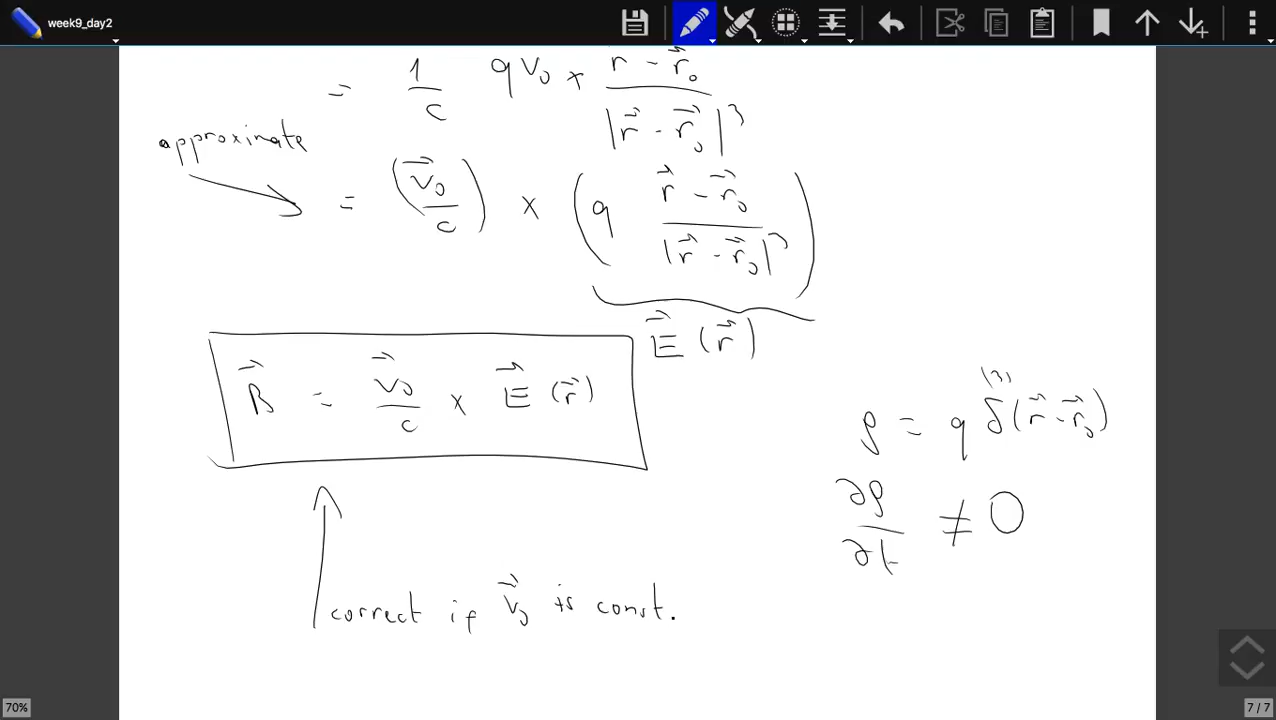 week9_day2
= 1/c q v₀ × (r⃗ - r⃗₀)/|r⃗ - r⃗₀|³
approximate
= (v⃗₀/c) × (q (r⃗ - r⃗₀)/|r⃗ - r⃗₀|³)
E⃗ (r⃗)
B⃗ = v⃗₀/c × E⃗ (r⃗)
ρ = q δ⁽³⁾(r⃗ - r⃗₀)
∂ρ/∂t ≠ 0
correct if v⃗₀ is const.
70%
7 / 7